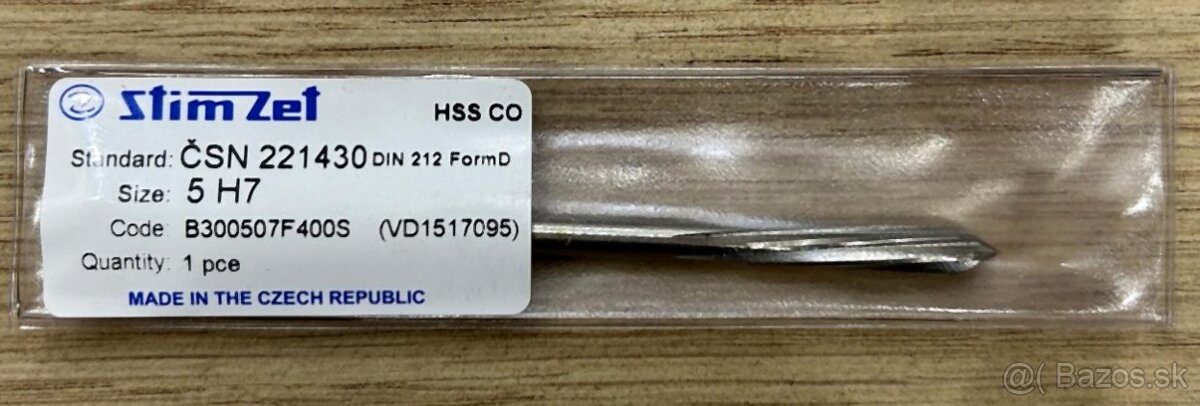 StimZet HSS CO
Standard: ČSN 221430 DIN 212 FormD
Size: 5 H7
Code: B300507F400S (VD1517095)
Quantity: 1 pce
MADE IN THE CZECH REPUBLIC
@( Bazos.sk